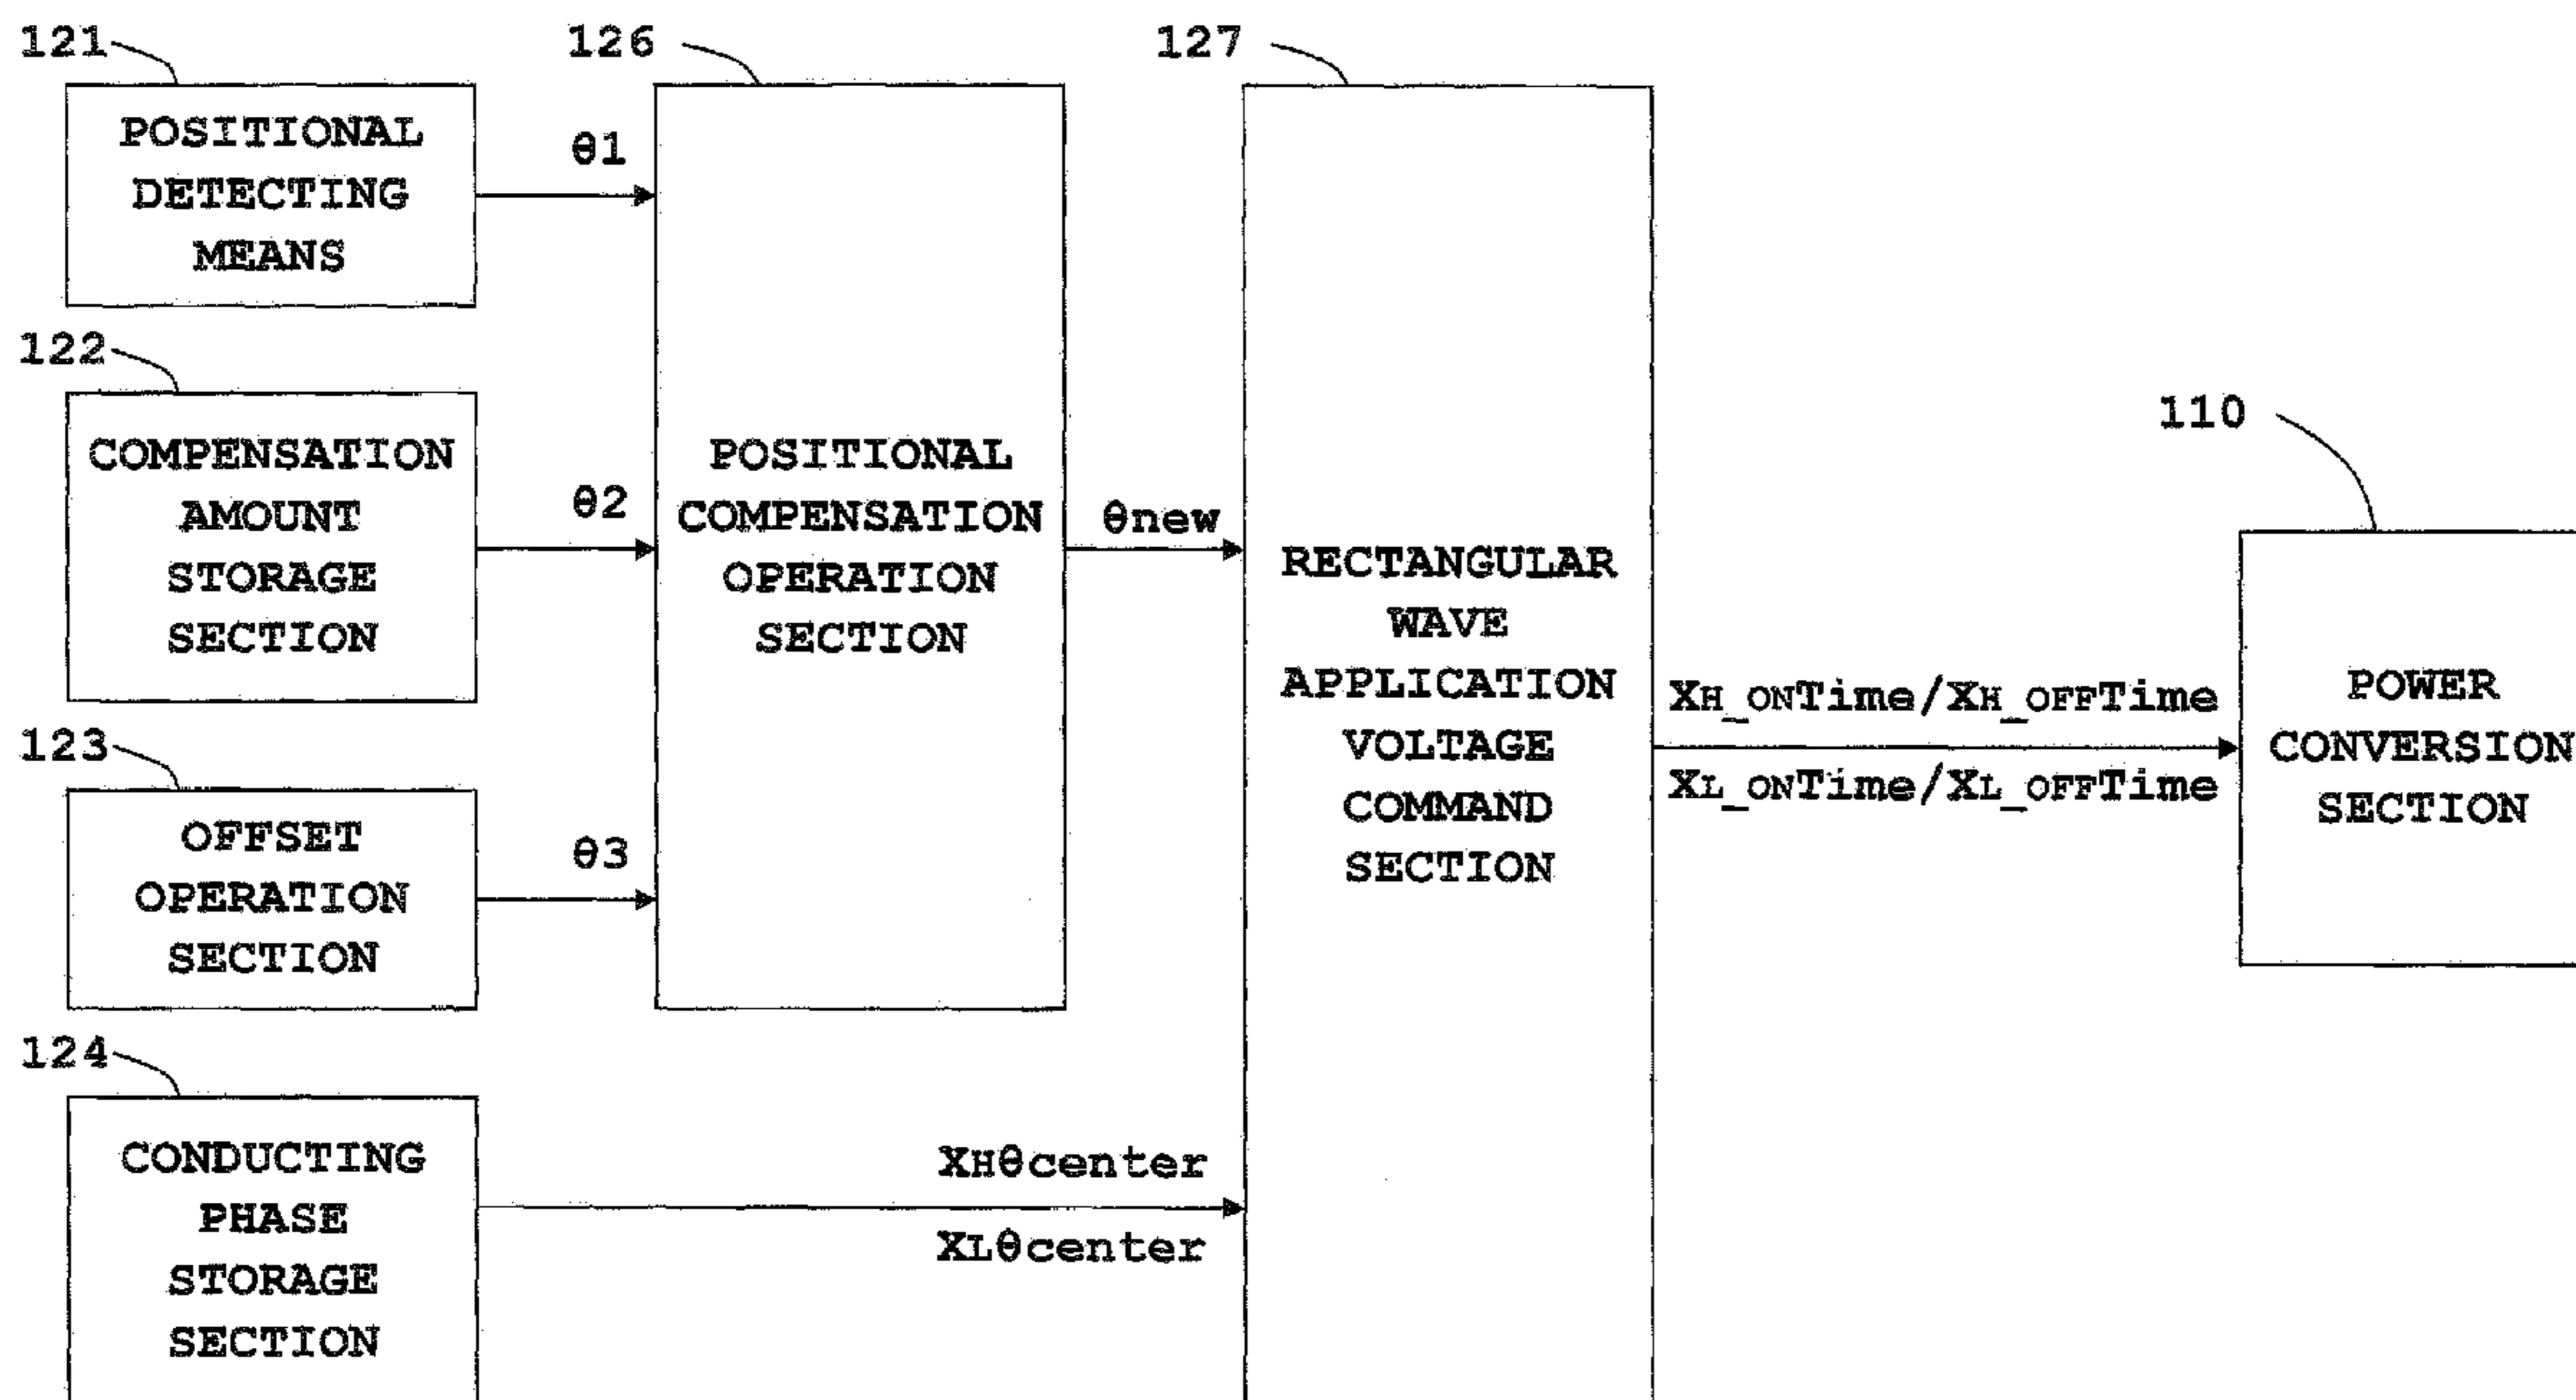 121
POSITIONAL
DETECTING
MEANS
θ1
122
COMPENSATION
AMOUNT
STORAGE
SECTION
θ2
123
OFFSET
OPERATION
SECTION
θ3
124
CONDUCTING
PHASE
STORAGE
SECTION
XHθcenter
XLθcenter
126
POSITIONAL
COMPENSATION
OPERATION
SECTION
θnew
127
RECTANGULAR
WAVE
APPLICATION
VOLTAGE
COMMAND
SECTION
XH_ONTime/XH_OFFTime
XL_ONTime/XL_OFFTime
110
POWER
CONVERSION
SECTION